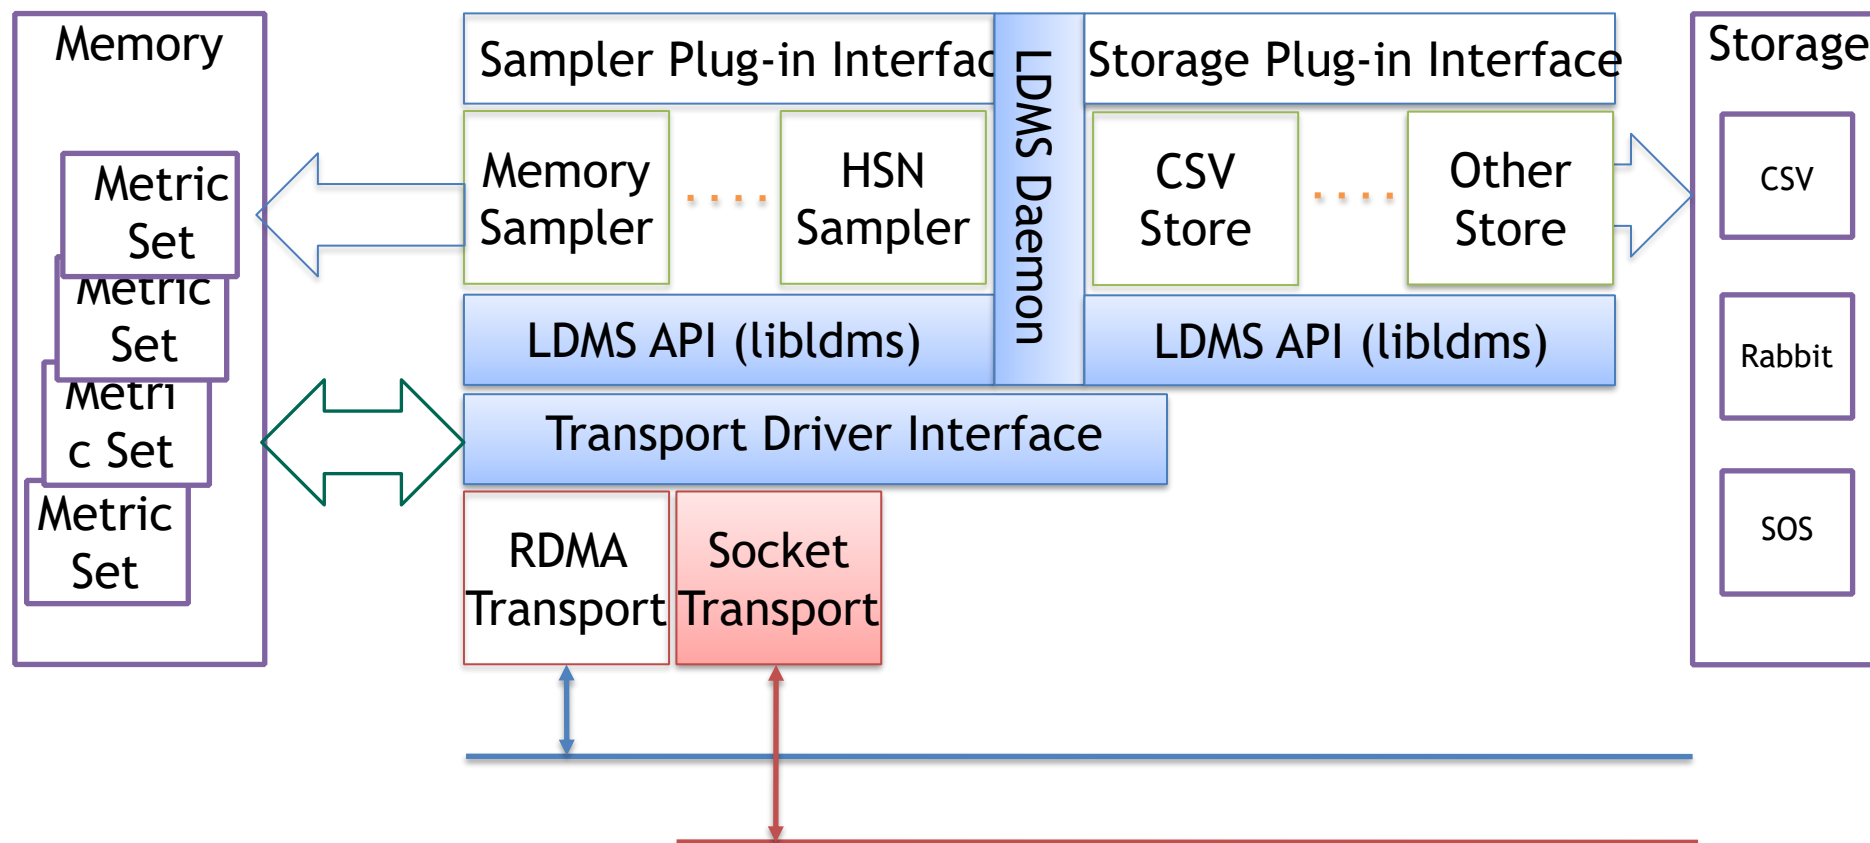 Memory
Metric
Set
Metric
Set
Metri
c Set
Metric
Set
Sampler Plug-in Interfac
LDMS Daemon
Storage Plug-in Interface
Memory
Sampler
....
HSN
Sampler
CSV
Store
....
Other
Store
LDMS API (libldms)
LDMS API (libldms)
Transport Driver Interface
RDMA
Transport
Socket
Transport
Storage
CSV
Rabbit
SOS